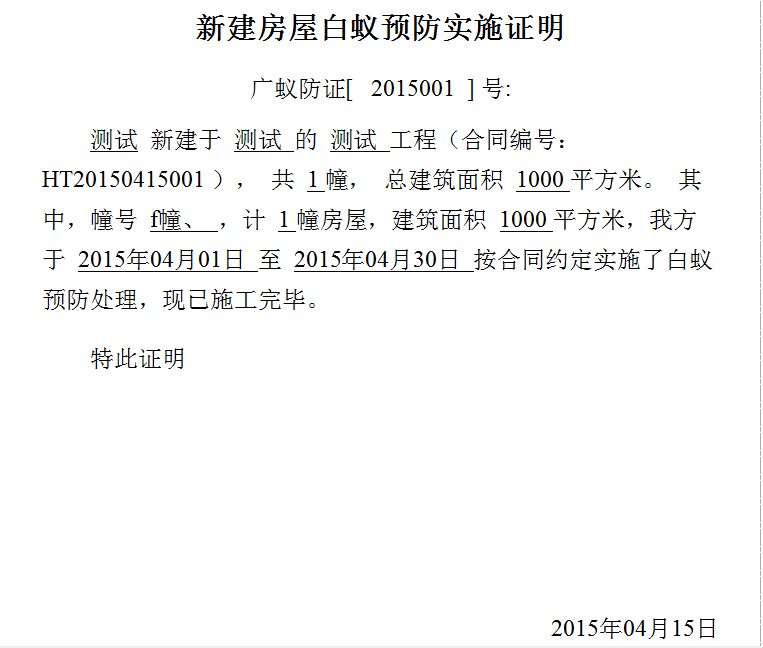 新建房屋白蚁预防实施证明
广蚁防证[ 2015001 ] 号:
测试 新建于 测试 的 测试 工程（合同编号：
HT20150415001 ）， 共 1 幢， 总建筑面积 1000 平方米。 其
中，幢号 f幢、 ，计 1 幢房屋，建筑面积 1000 平方米，我方
于 2015年04月01日 至 2015年04月30日 按合同约定实施了白蚁
预防处理，现已施工完毕。
特此证明
2015年04月15日